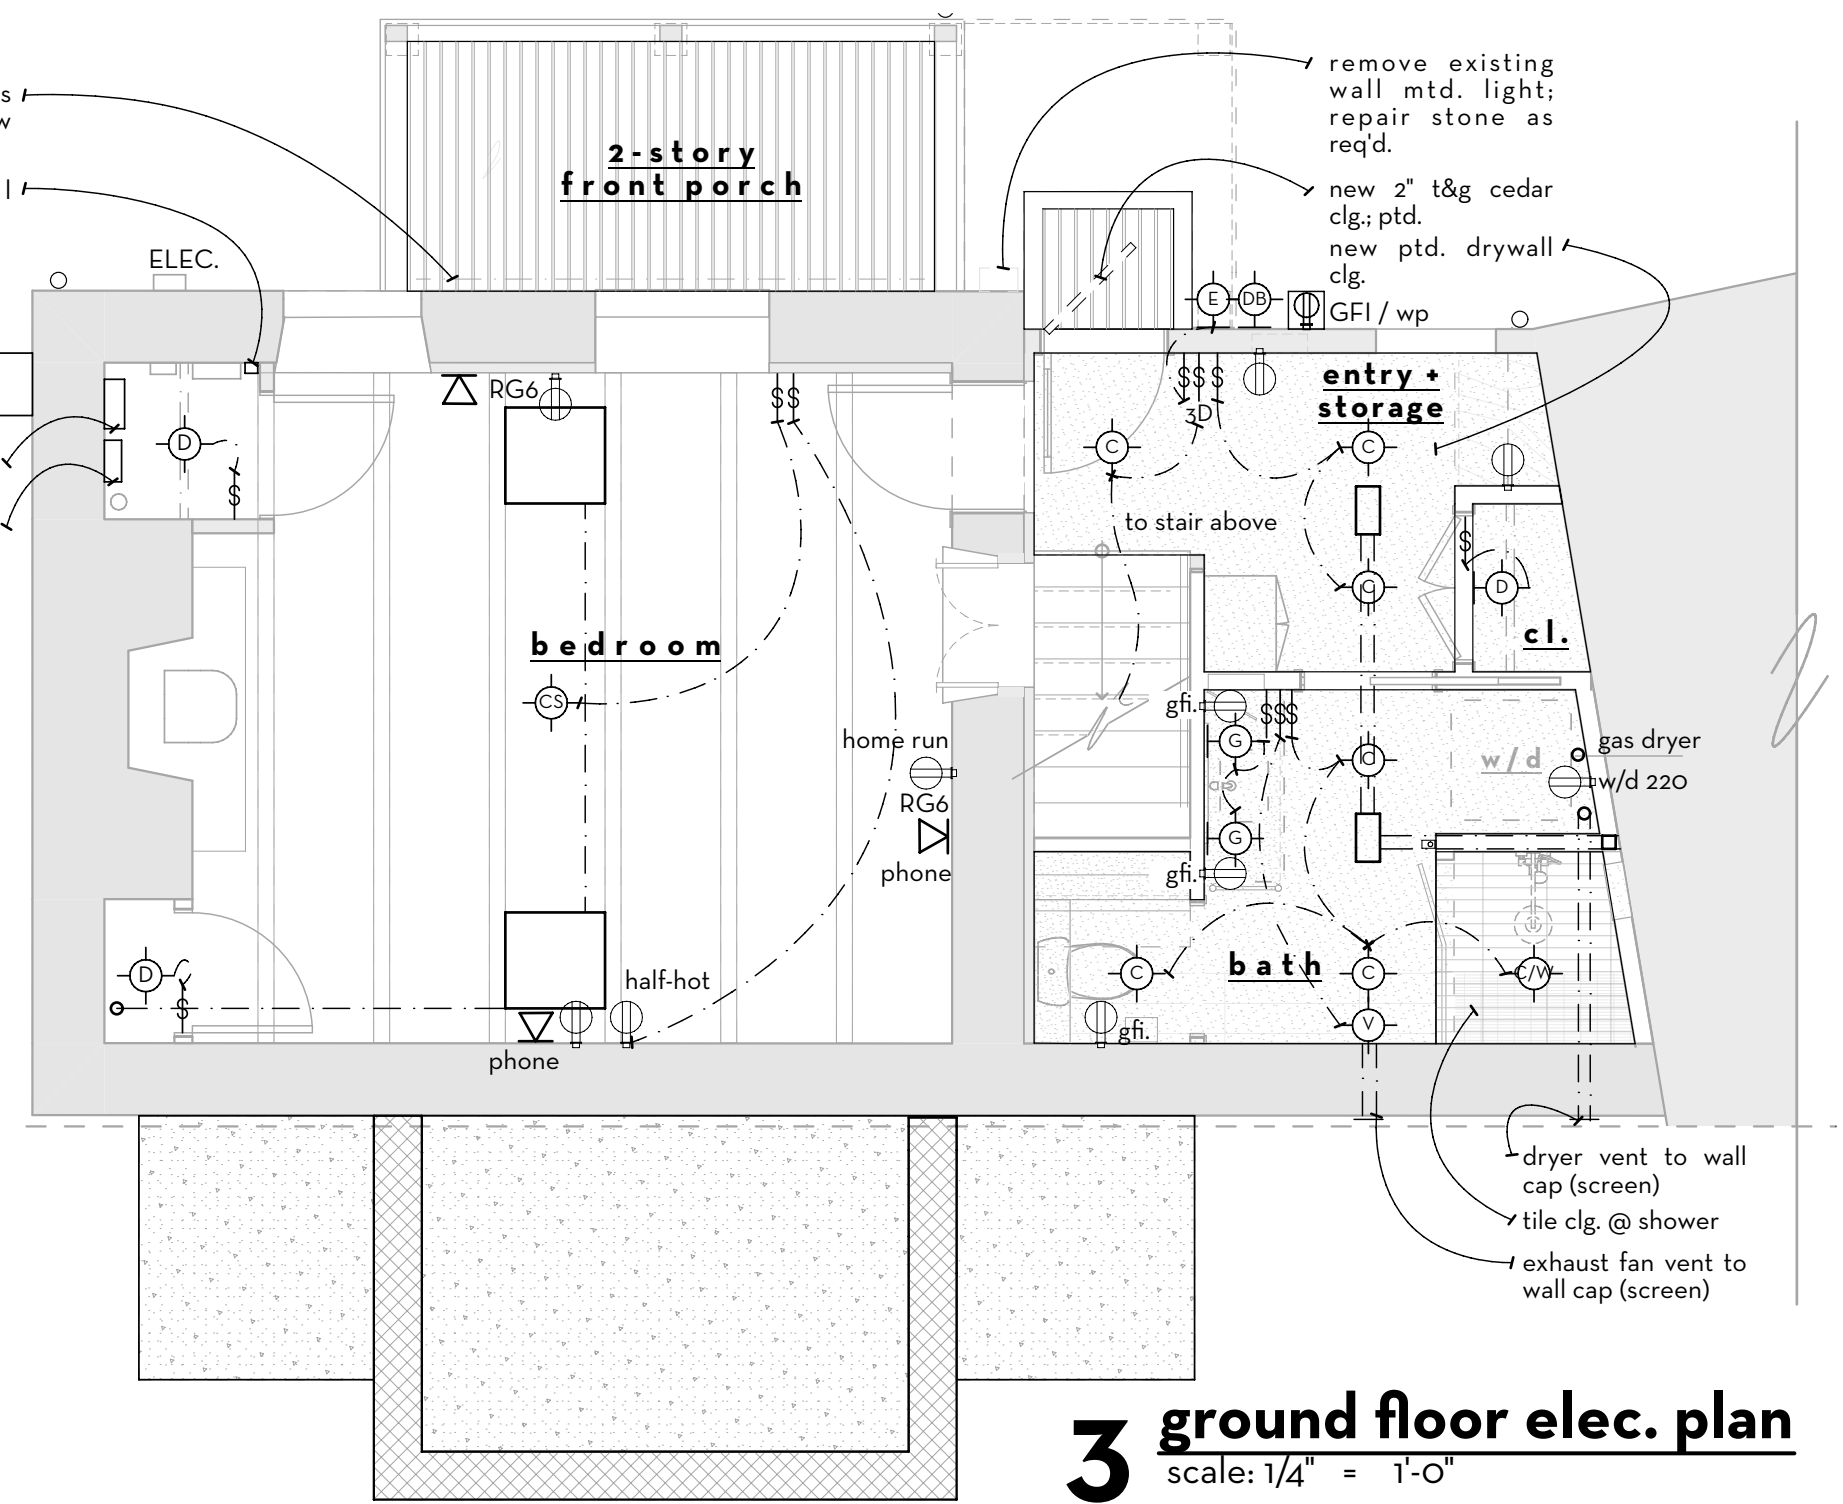 s
w
l
ELEC.
2-story
front porch
remove existing
wall mtd. light;
repair stone as
req'd.
new 2" t&g cedar
clg.; ptd.
new ptd. drywall
clg.
E
DB
GFI / wp
RG6
SS
SSS
3D
entry +
storage
D
S
C
C
to stair above
C
S
D
cl.
bedroom
CS
gfi.
SSS
G
home run
RG6
phone
d
w/d
gas dryer
w/d 220
G
gfi.
D
S
half-hot
phone
C
bath
C
C/W
V
gfi.
dryer vent to wall
cap (screen)
tile clg. @ shower
exhaust fan vent to
wall cap (screen)
3
ground floor elec. plan
scale: 1/4" = 1'-0"